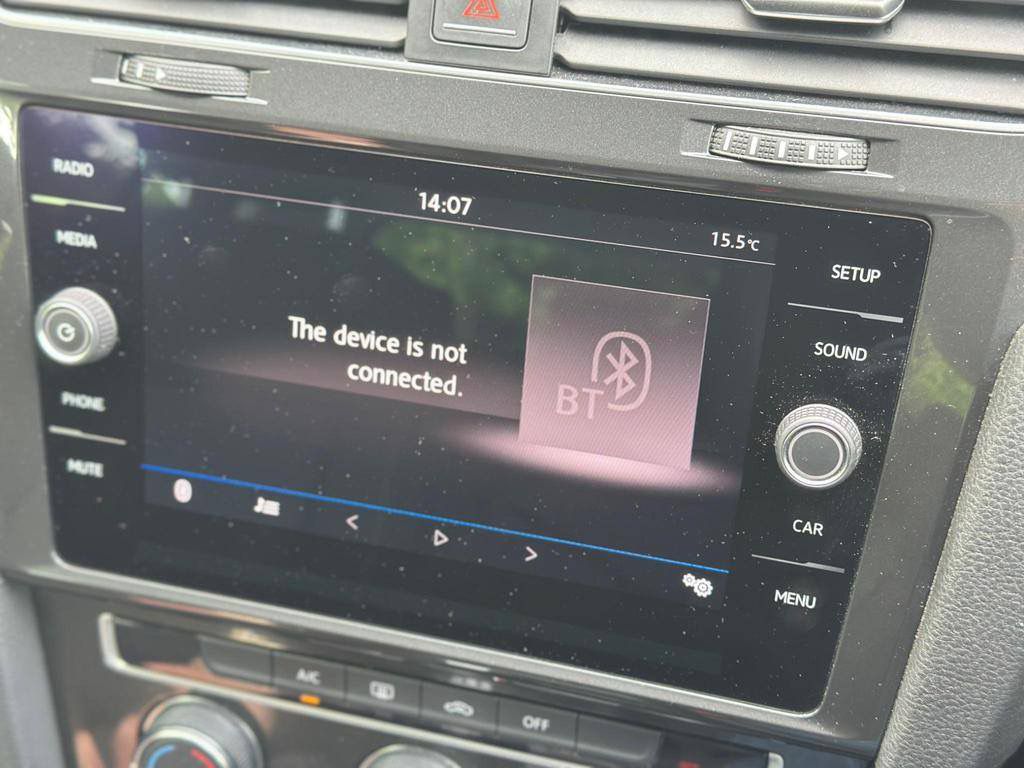 RADIO
14:07
15.5°C
MEDIA
SETUP
The device is not
connected.
SOUND
BT
PHONE
MUTE
CAR
MENU
A/C
OFF